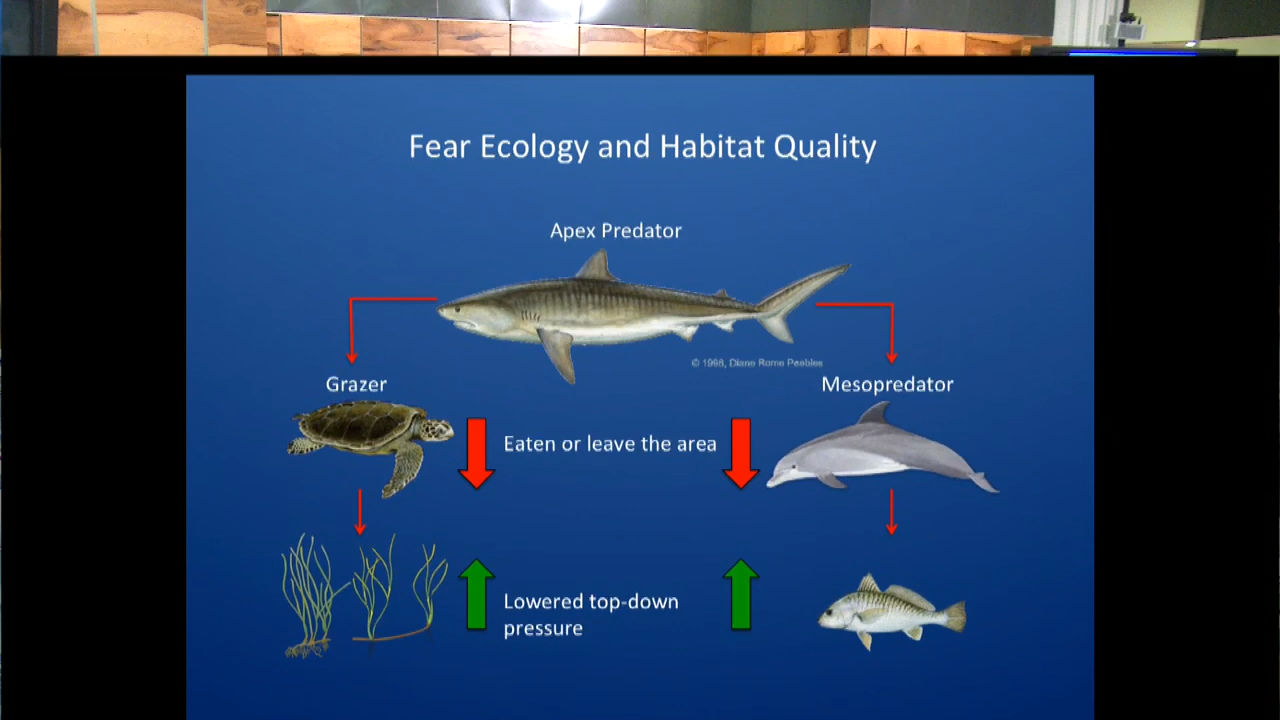 Fear Ecology and Habitat Quality
Apex Predator
© 1998, Diane Rome Peebles
Grazer
Mesopredator
Eaten or leave the area
Lowered top-down
pressure